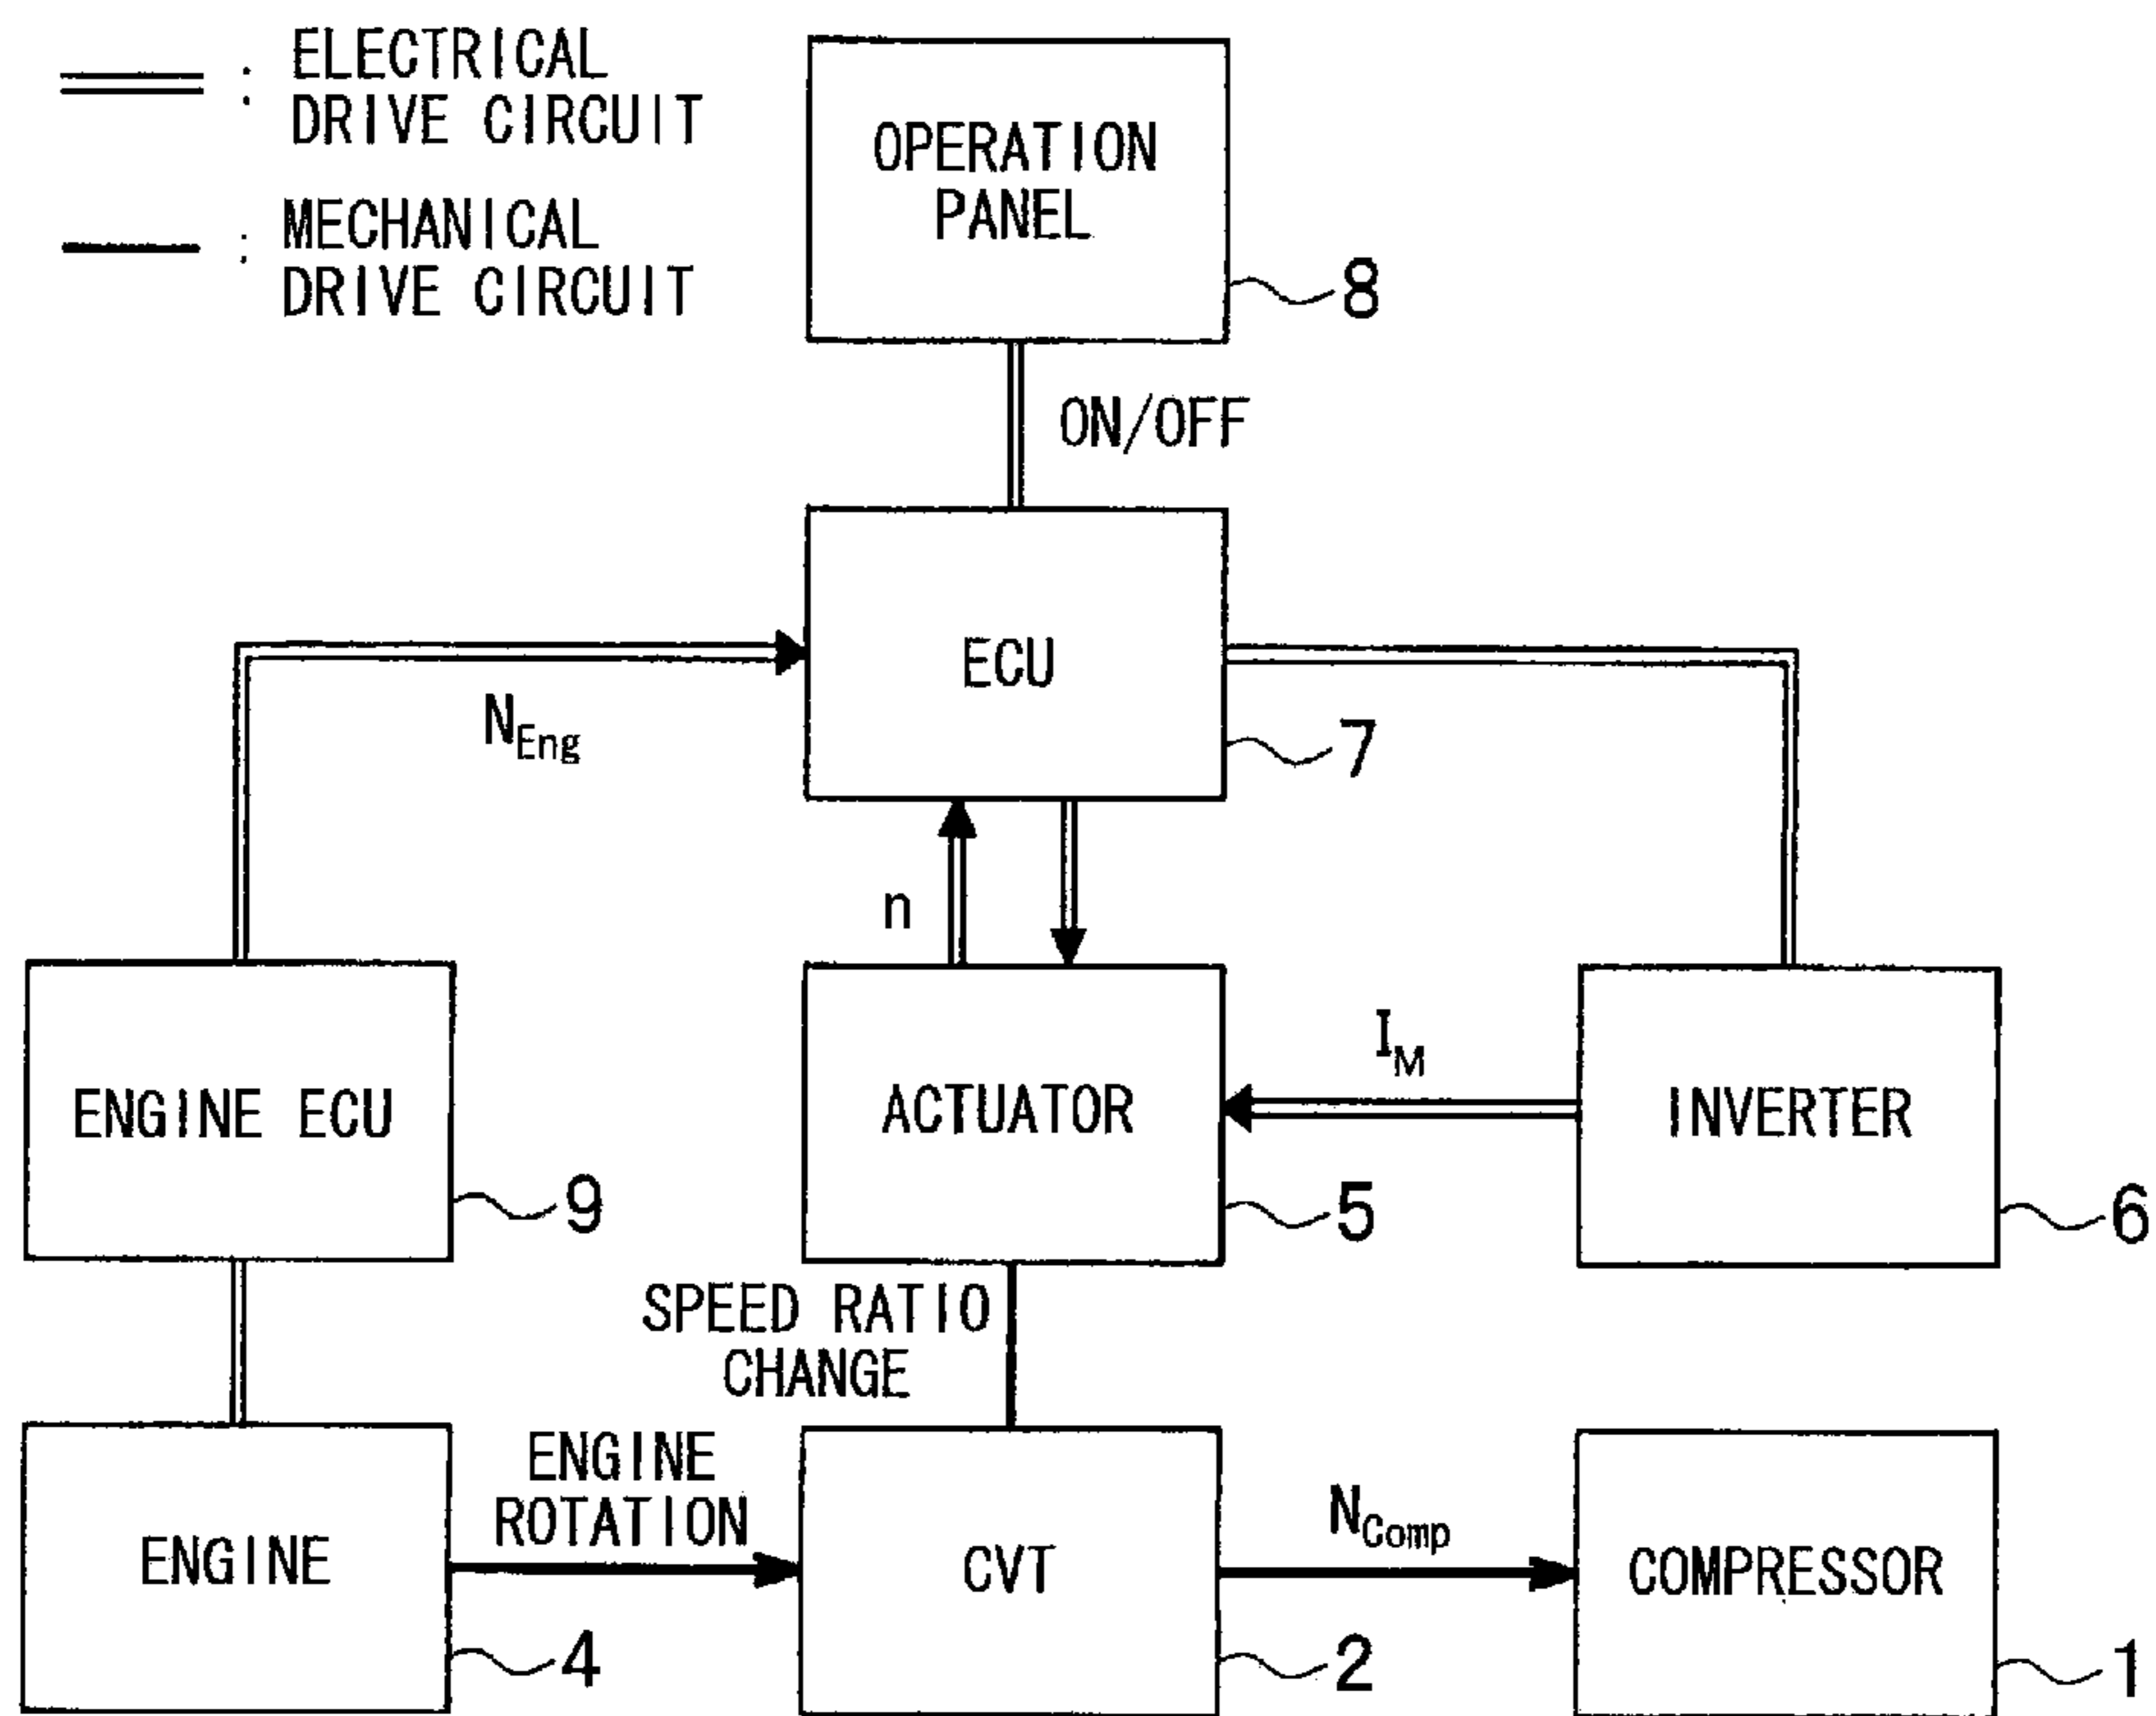 : ELECTRICAL
DRIVE CIRCUIT
: MECHANICAL
DRIVE CIRCUIT
OPERATION
PANEL
8
ON/OFF
ECU
7
N_Eng
n
ENGINE ECU
9
ACTUATOR
5
I_M
INVERTER
6
SPEED RATIO
CHANGE
ENGINE
4
ENGINE
ROTATION
CVT
2
N_Comp
COMPRESSOR
1